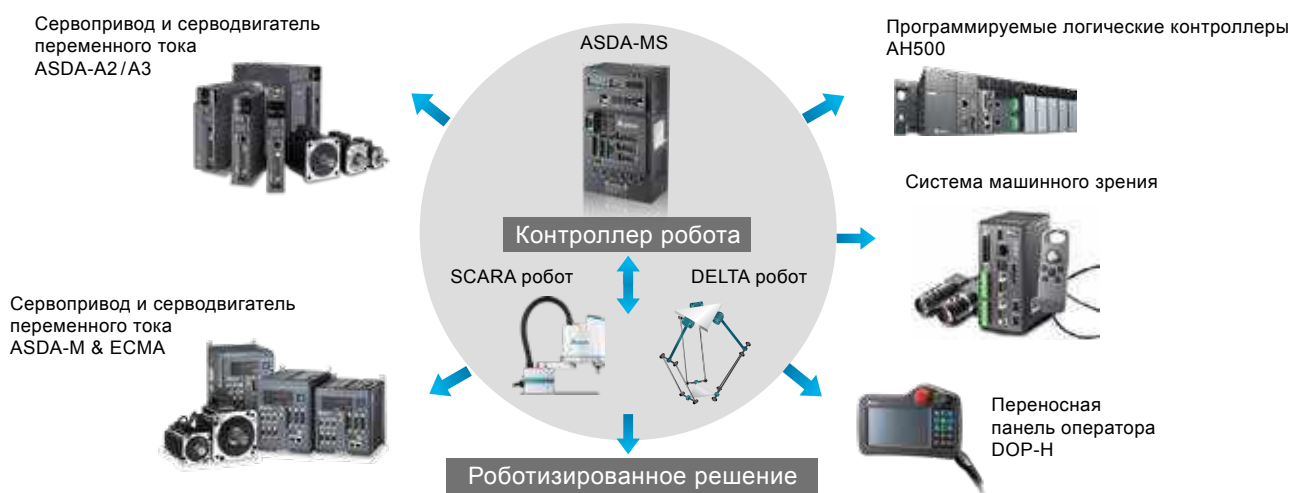 Сервопривод и серводвигатель
переменного тока
ASDA-A2/A3
ASDA-MS
Программируемые логические контроллеры
AH500
Система машинного зрения
Контроллер робота
SCARA робот
DELTA робот
Сервопривод и серводвигатель
переменного тока
ASDA-M & ECMA
Переносная
панель оператора
DOP-H
Роботизированное решение